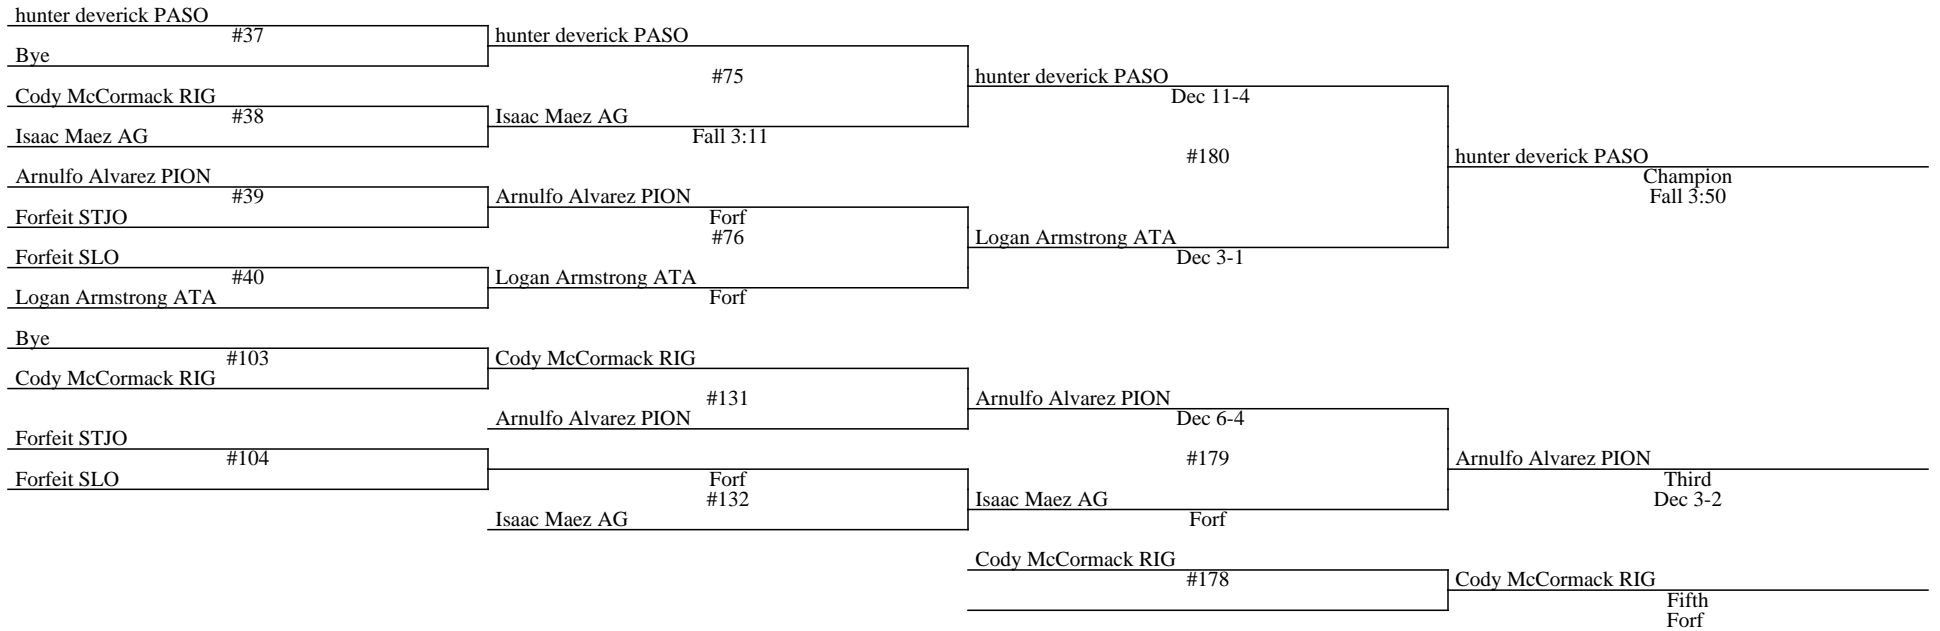 hunter deverick PASO
#37
Bye
hunter deverick PASO
#75
Cody McCormack RIG
#38
Isaac Maez AG
Isaac Maez AG
Fall 3:11
hunter deverick PASO
Dec 11-4
#180
Arnulfo Alvarez PION
#39
Forfeit STJO
Arnulfo Alvarez PION
Forf
#76
Forfeit SLO
#40
Logan Armstrong ATA
Logan Armstrong ATA
Forf
Logan Armstrong ATA
Dec 3-1
hunter deverick PASO
Champion
Fall 3:50
Bye
#103
Cody McCormack RIG
Cody McCormack RIG
#131
Arnulfo Alvarez PION
Arnulfo Alvarez PION
Dec 6-4
#179
Forfeit STJO
#104
Forfeit SLO
Forf
#132
Isaac Maez AG
Isaac Maez AG
Forf
Arnulfo Alvarez PION
Third
Dec 3-2
Cody McCormack RIG
#178
Cody McCormack RIG
Fifth
Forf